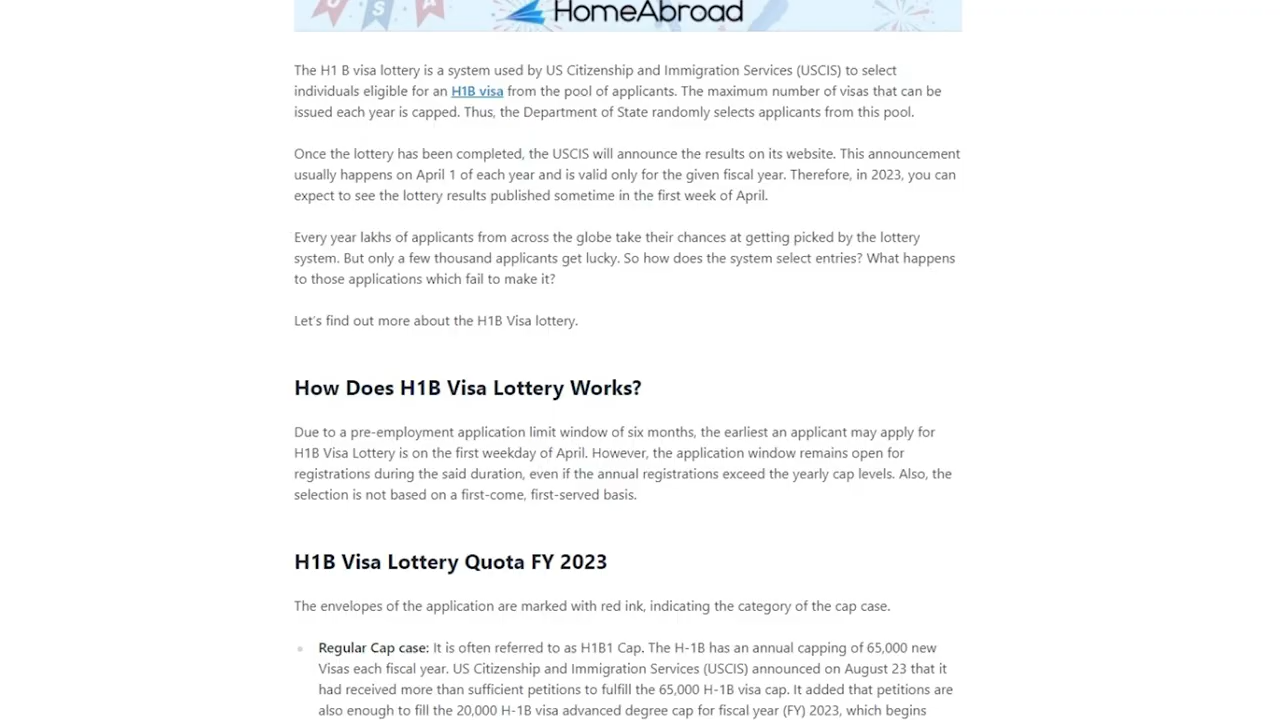 U S A
HomeAbroad
The H1 B visa lottery is a system used by US Citizenship and Immigration Services (USCIS) to select
individuals eligible for an H1B visa from the pool of applicants. The maximum number of visas that can be
issued each year is capped. Thus, the Department of State randomly selects applicants from this pool.
Once the lottery has been completed, the USCIS will announce the results on its website. This announcement
usually happens on April 1 of each year and is valid only for the given fiscal year. Therefore, in 2023, you can
expect to see the lottery results published sometime in the first week of April.
Every year lakhs of applicants from across the globe take their chances at getting picked by the lottery
system. But only a few thousand applicants get lucky. So how does the system select entries? What happens
to those applications which fail to make it?
Let's find out more about the H1B Visa lottery.
How Does H1B Visa Lottery Works?
Due to a pre-employment application limit window of six months, the earliest an applicant may apply for
H1B Visa Lottery is on the first weekday of April. However, the application window remains open for
registrations during the said duration, even if the annual registrations exceed the yearly cap levels. Also, the
selection is not based on a first-come, first-served basis.
H1B Visa Lottery Quota FY 2023
The envelopes of the application are marked with red ink, indicating the category of the cap case.
Regular Cap case: It is often referred to as H1B1 Cap. The H-1B has an annual capping of 65,000 new
Visas each fiscal year. US Citizenship and Immigration Services (USCIS) announced on August 23 that it
had received more than sufficient petitions to fulfill the 65,000 H-1B visa cap. It added that petitions are
also enough to fill the 20,000 H-1B visa advanced degree cap for fiscal year (FY) 2023, which begins